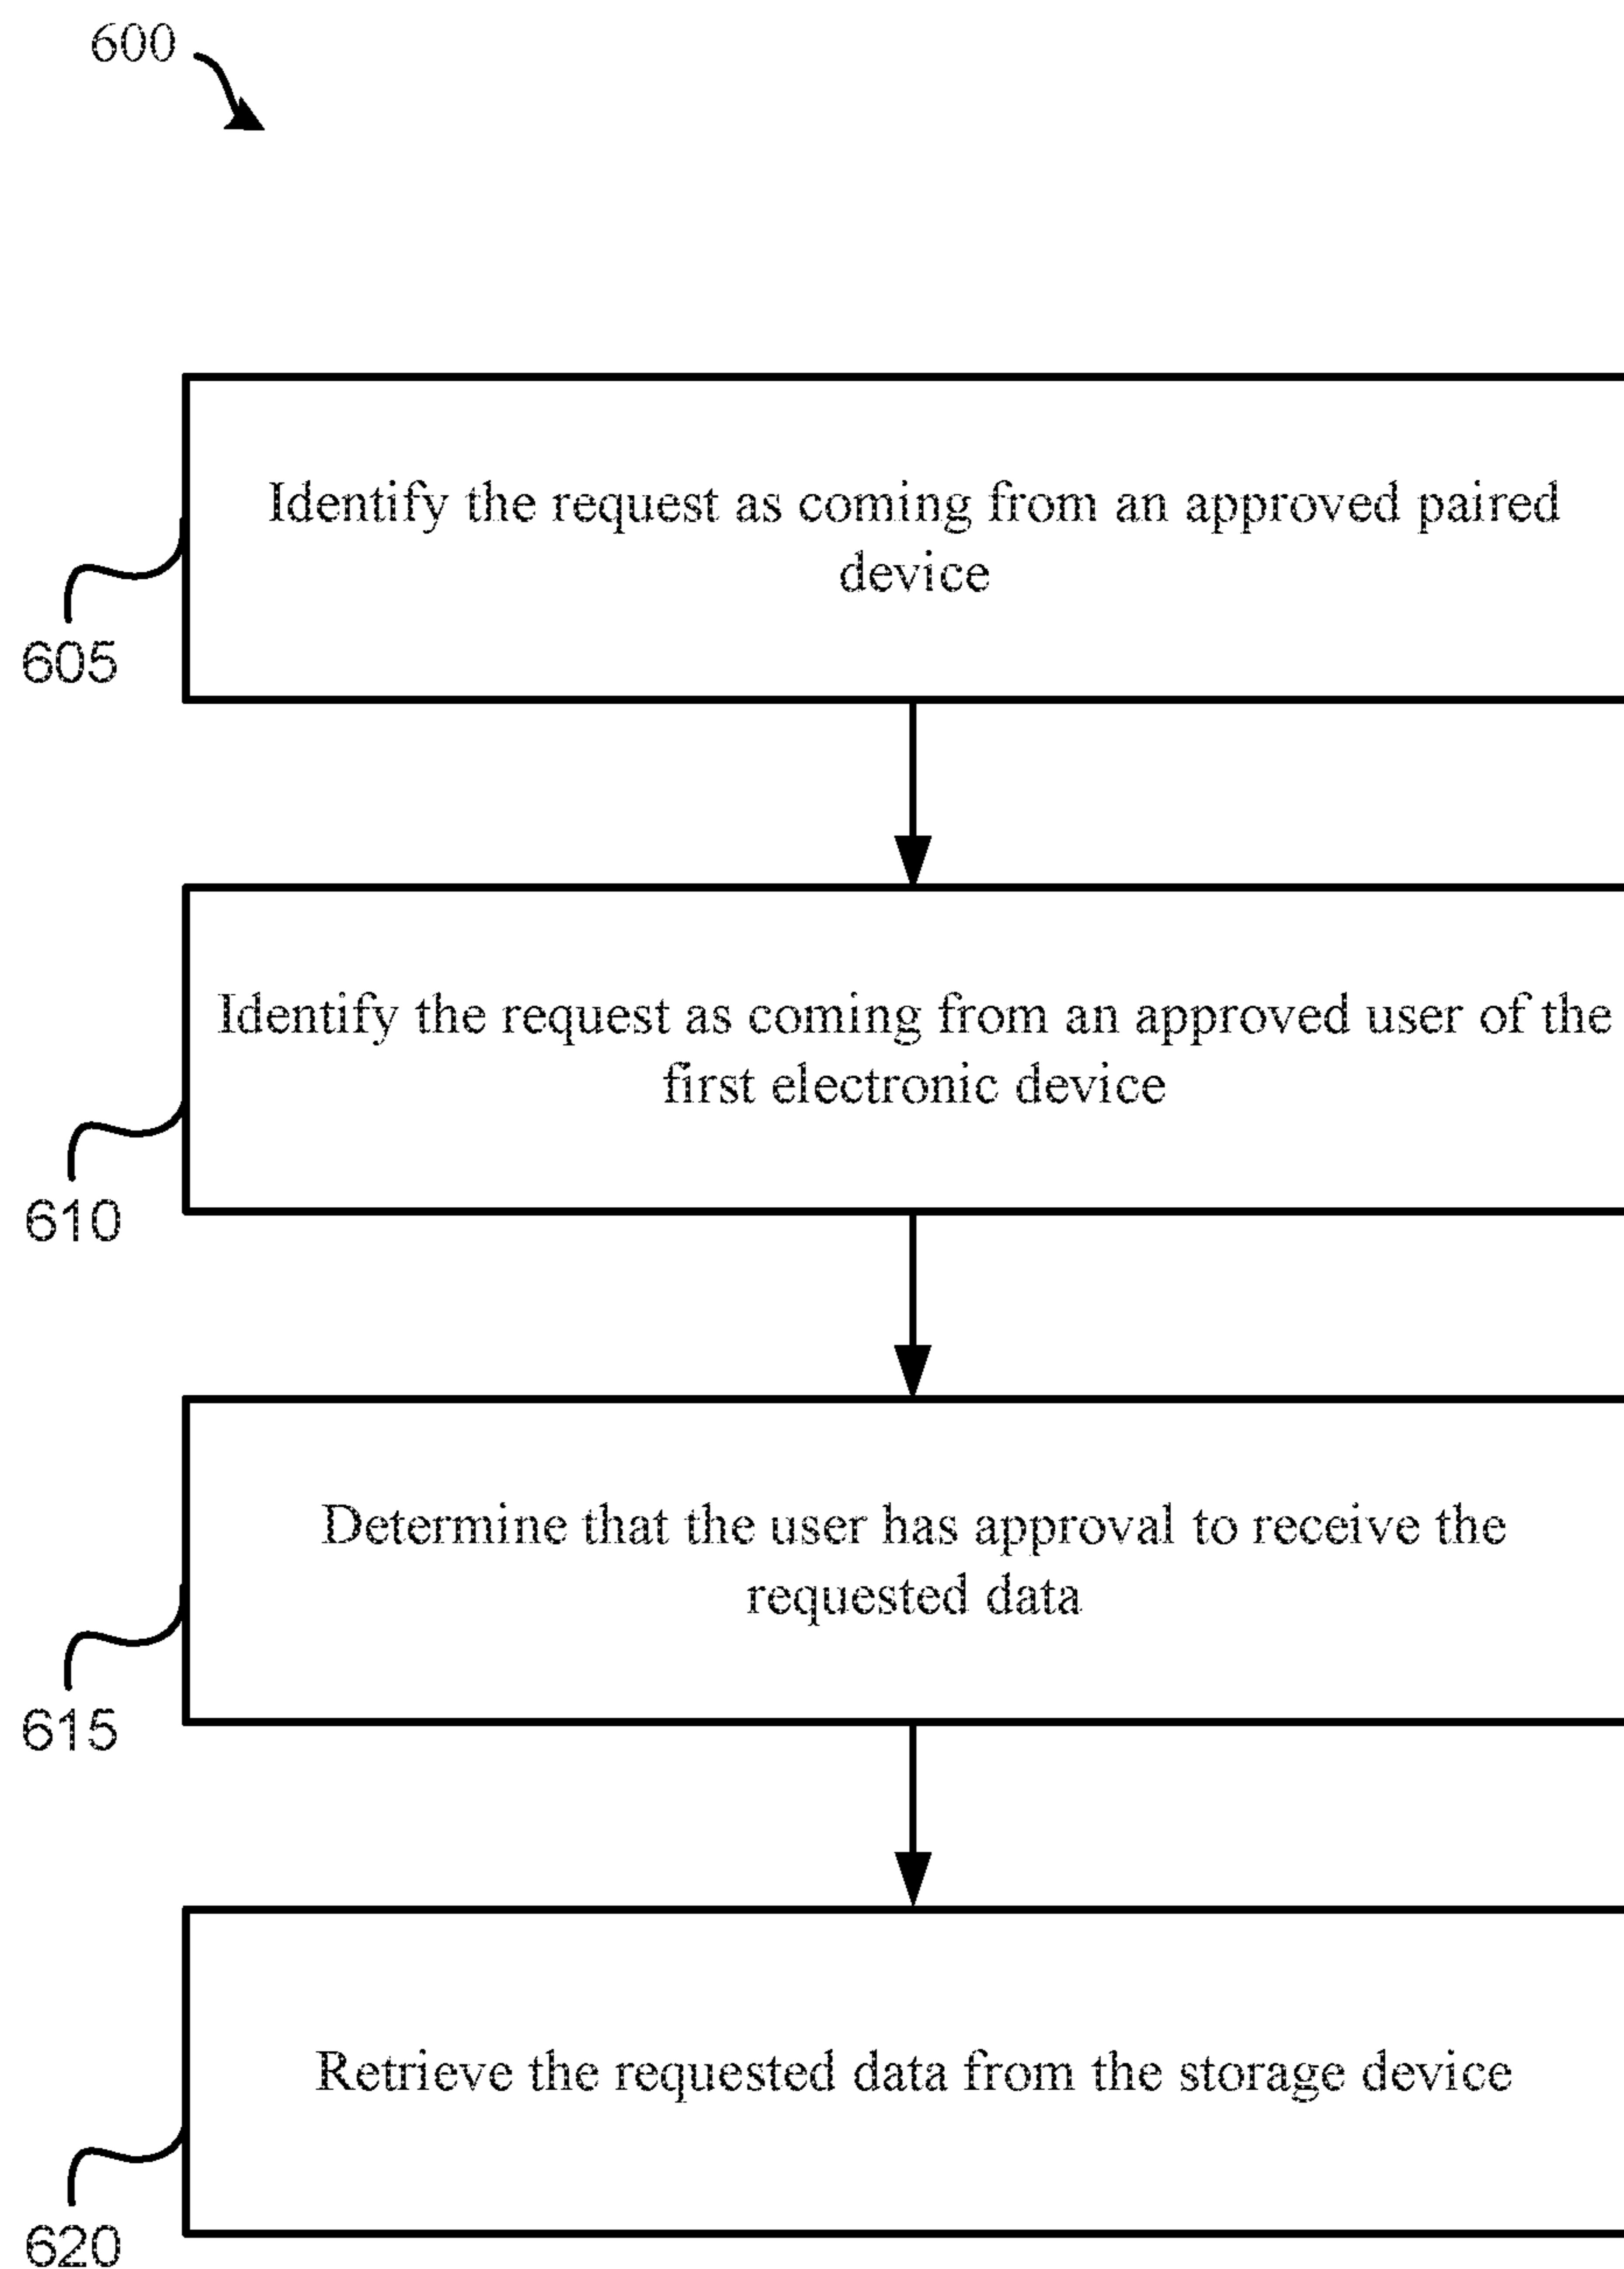 600
Identify the request as coming from an approved paired
device
605
Identify the request as coming from an approved user of the
first electronic device
610
Determine that the user has approval to receive the
requested data
615
Retrieve the requested data from the storage device
620